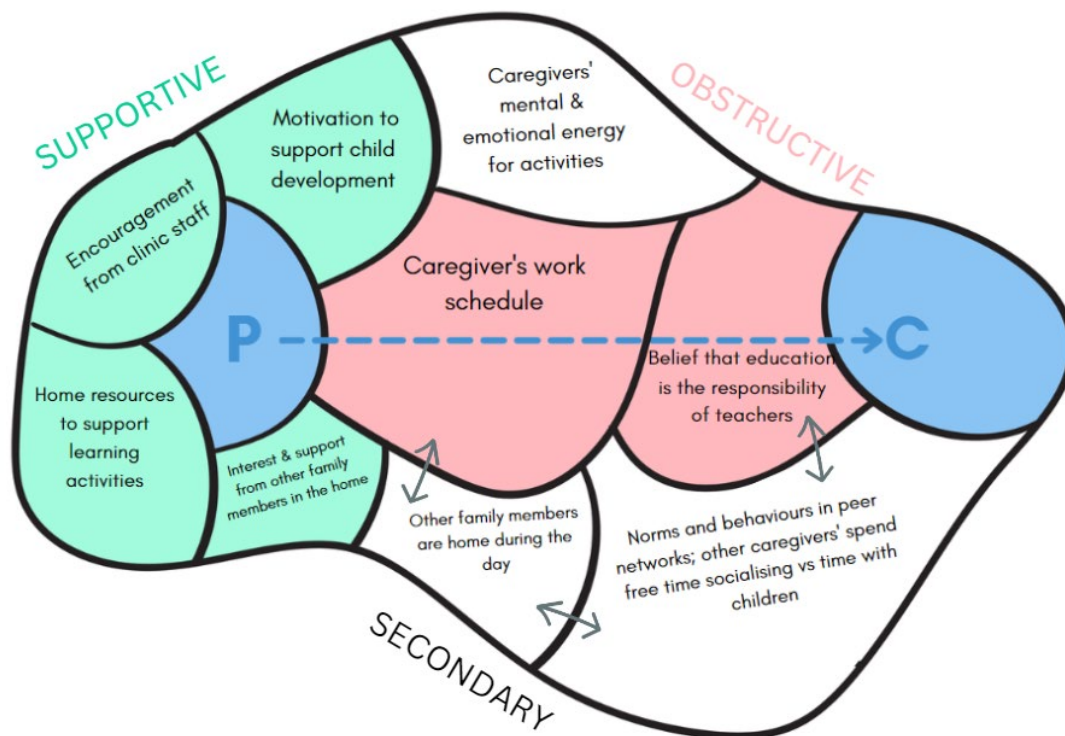 SUPPORTIVE
OBSTRUCTIVE
Caregivers'
mental &
emotional energy
for activities
Motivation to
support child
development
Encouragement
from clinic staff
Caregiver's work
schedule
P
C
Belief that education
is the responsibility
of teachers
Home resources
to support
learning
activities
Interest & support
from other family
members in the home
Other family members
are home during the
day
Norms and behaviours in peer
networks; other caregivers' spend
free time socialising vs time with
children
SECONDARY